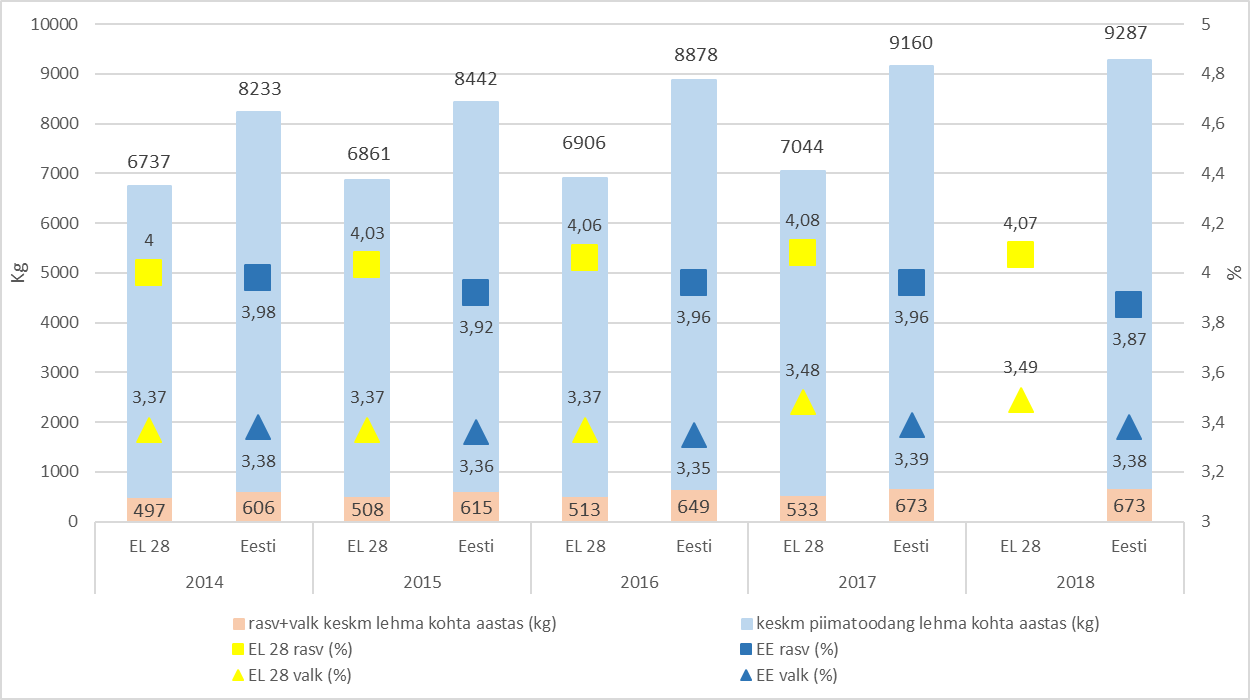 10000
9000
8000
7000
6000
5000
4000
3000
2000
1000
0
Kg
5
4,8
4,6
4,4
4,2
4
3,8
3,6
3,4
3,2
3
%
6737 8233 6861 8442 6906 8878 7044 9160 9287
4 3,98 4,03 3,92 4,06 3,96 4,08 3,96 4,07 3,87
3,37 3,38 3,37 3,36 3,37 3,35 3,48 3,39 3,49 3,38
497 606 508 615 513 649 533 673 673
EL 28 Eesti EL 28 Eesti EL 28 Eesti EL 28 Eesti EL 28 Eesti
2014 2015 2016 2017 2018
rasv+valk keskm lehma kohta aastas (kg) keskm piimatoodang lehma kohta aastas (kg)
EL 28 rasv (%) EE rasv (%)
EL 28 valk (%) EE valk (%)